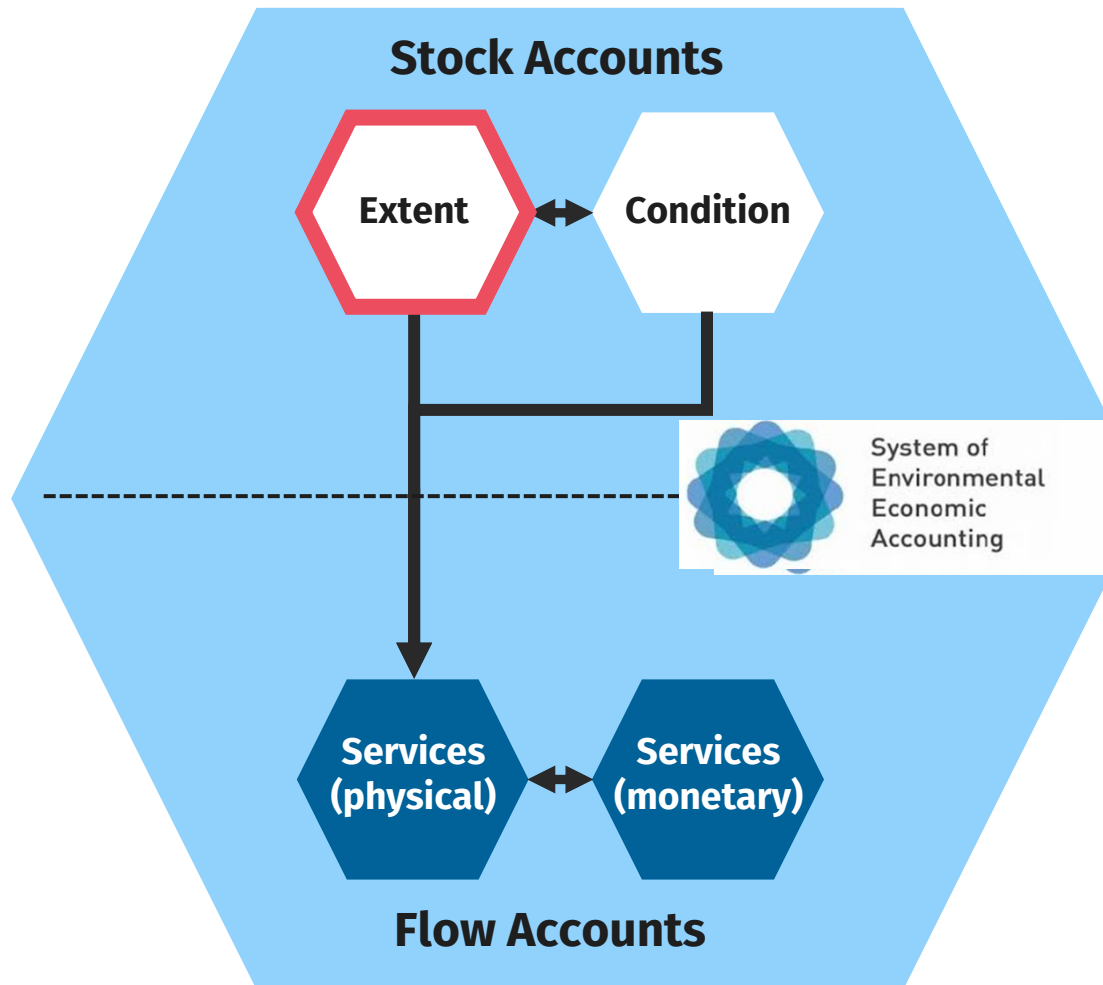 Stock Accounts
Extent
Condition
System of
Environmental
Economic
Accounting
Services
(physical)
Services
(monetary)
Flow Accounts